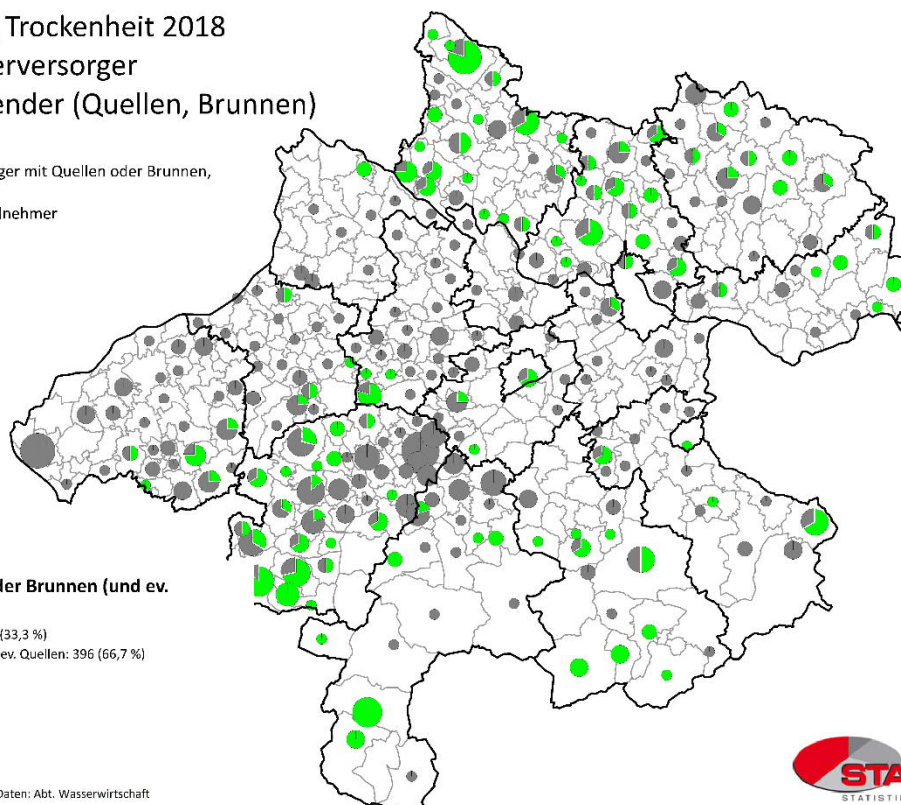 Trockenheit 2018
erversorger
ender (Quellen, Brunnen)
ger mit Quellen oder Brunnen,
lnehmer
der Brunnen (und ev.
(33,3 %)
ev. Quellen: 396 (66,7 %)
Daten: Abt. Wasserwirtschaft
STA
STATISTI